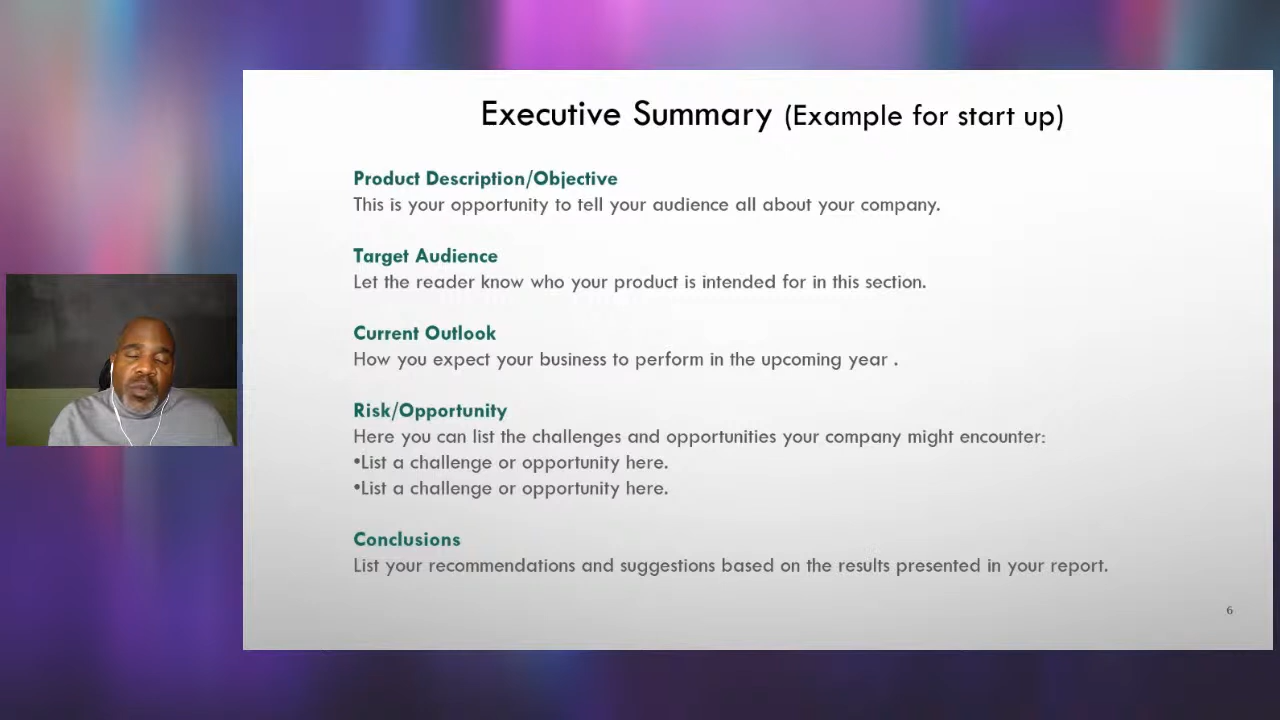 Executive Summary (Example for start up)
Product Description/Objective
This is your opportunity to tell your audience all about your company.
Target Audience
Let the reader know who your product is intended for in this section.
Current Outlook
How you expect your business to perform in the upcoming year .
Risk/Opportunity
Here you can list the challenges and opportunities your company might encounter:
•List a challenge or opportunity here.
•List a challenge or opportunity here.
Conclusions
List your recommendations and suggestions based on the results presented in your report.
6